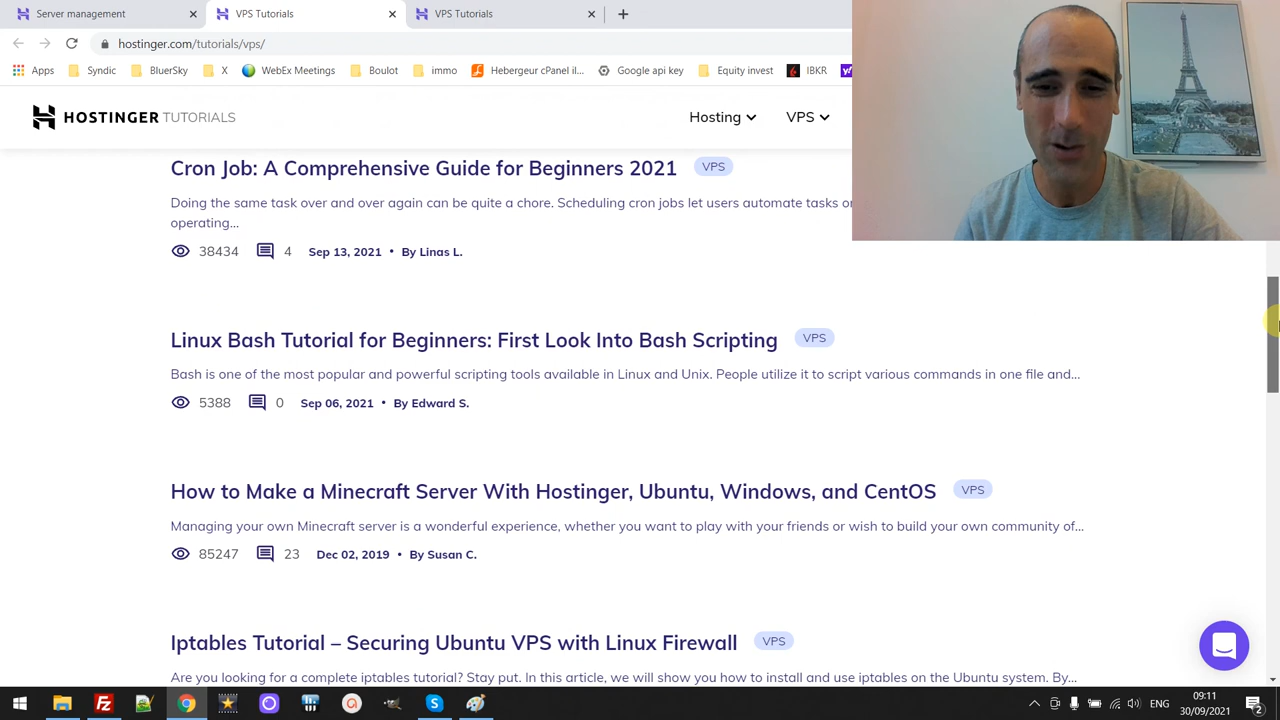 Server management
VPS Tutorials
VPS Tutorials
hostinger.com/tutorials/vps/
Apps
Syndic
BluerSky
X
WebEx Meetings
Boulot
immo
Hebergeur cPanel il...
Google api key
Equity invest
IBKR
HOSTINGER TUTORIALS
Hosting
VPS
Cron Job: A Comprehensive Guide for Beginners 2021 VPS
Doing the same task over and over again can be quite a chore. Scheduling cron jobs let users automate tasks
operating...
38434 4 Sep 13, 2021 • By Linas L.
Linux Bash Tutorial for Beginners: First Look Into Bash Scripting VPS
Bash is one of the most popular and powerful scripting tools available in Linux and Unix. People utilize it to script various commands in one file and...
5388 0 Sep 06, 2021 • By Edward S.
How to Make a Minecraft Server With Hostinger, Ubuntu, Windows, and CentOS VPS
Managing your own Minecraft server is a wonderful experience, whether you want to play with your friends or wish to build your own community of...
85247 23 Dec 02, 2019 • By Susan C.
Iptables Tutorial – Securing Ubuntu VPS with Linux Firewall VPS
Are you looking for a complete iptables tutorial? Stay put. In this article, we will show you how to install and use iptables on the Ubuntu system. By...
ENG
09:11
30/09/2021
2